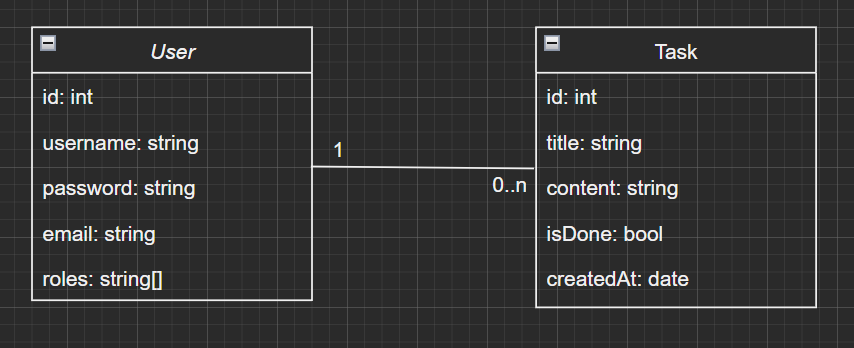 User
id: int
username: string
password: string
email: string
roles: string[]
1
0..n
Task
id: int
title: string
content: string
isDone: bool
createdAt: date